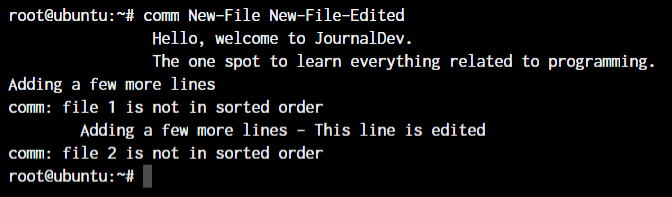 root@ubuntu:~# comm New-File New-File-Edited
                Hello, welcome to JournalDev.
                The one spot to learn everything related to programming.
Adding a few more lines
comm: file 1 is not in sorted order
        Adding a few more lines – This line is edited
comm: file 2 is not in sorted order
root@ubuntu:~#